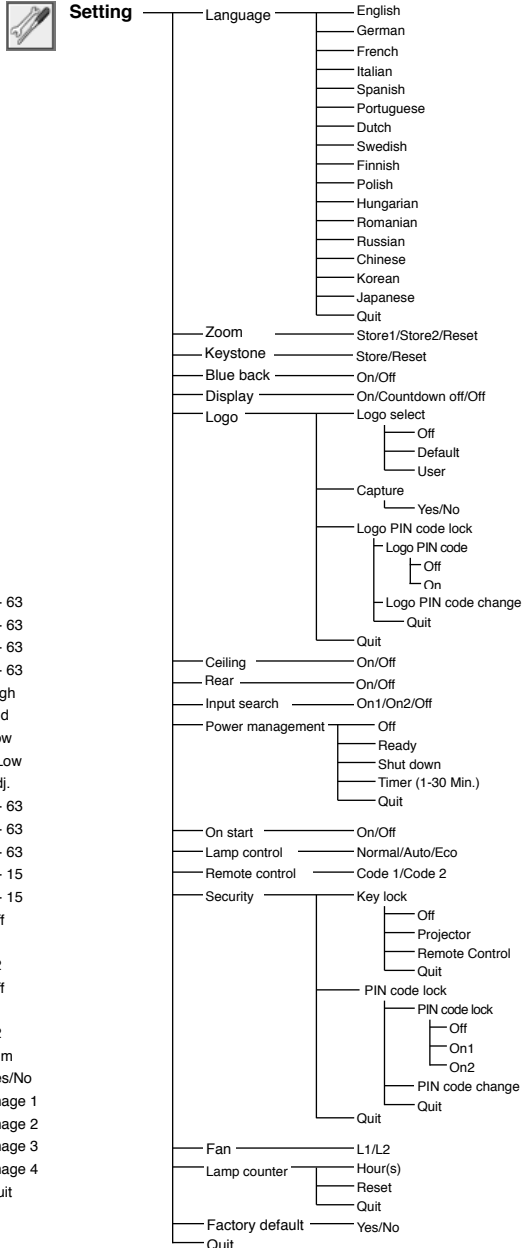 Setting
Language
English
German
French
Italian
Spanish
Portuguese
Dutch
Swedish
Finnish
Polish
Hungarian
Romanian
Russian
Chinese
Korean
Japanese
Quit
Zoom Store1/Store2/Reset
Keystone Store/Reset
Blue back On/Off
Display On/Countdown off/Off
Logo
Logo select
Off
Default
User
Capture
Yes/No
Logo PIN code lock
Logo PIN code
Off
On
Logo PIN code change
Quit
Quit
Ceiling On/Off
Rear On/Off
Input search On1/On2/Off
Power management
Off
Ready
Shut down
Timer (1-30 Min.)
Quit
On start On/Off
Lamp control Normal/Auto/Eco
Remote control Code 1/Code 2
Security
Key lock
Off
Projector
Remote Control
Quit
PIN code lock
PIN code lock
Off
On1
On2
PIN code change
Quit
Quit
Fan L1/L2
Lamp counter
Hour(s)
Reset
Quit
Factory default Yes/No
Quit
- 63
- 63
- 63
- 63
gh
d
ow
Low
dj.
- 63
- 63
- 63
- 15
- 15
ff
2
ff
2
m
es/No
mage 1
mage 2
mage 3
mage 4
uit